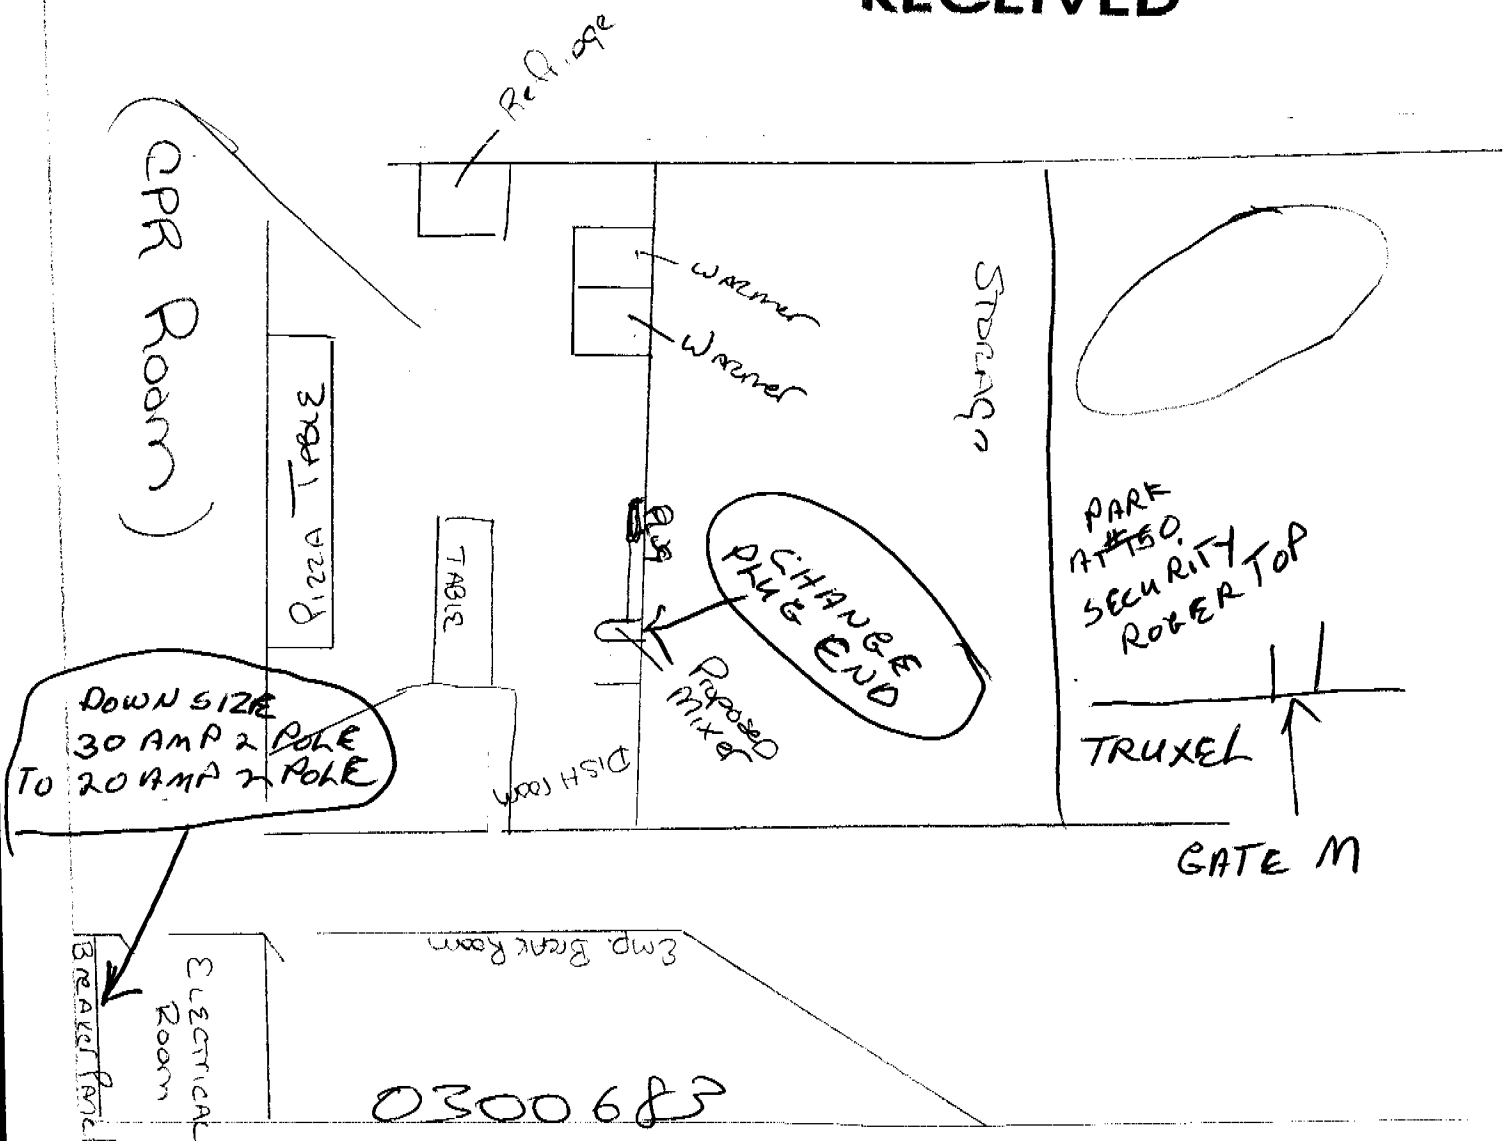 RECEIVED
Refridge
(CPR Room)
Warmer
Warmer
Storage
PIZZA TABLE
TABLE
CHANGE
PLUG END
PARK
AT #150.
SECURITY
ROGER TOP
Proposed
Mixer
DOWN SIZE
30 AMP 2 POLE
TO 20 AMP 2 POLE
DISH room
TRUXEL
GATE M
Emp. Break Room
Breaker Panel
ELECTRICAL
Room
0300683